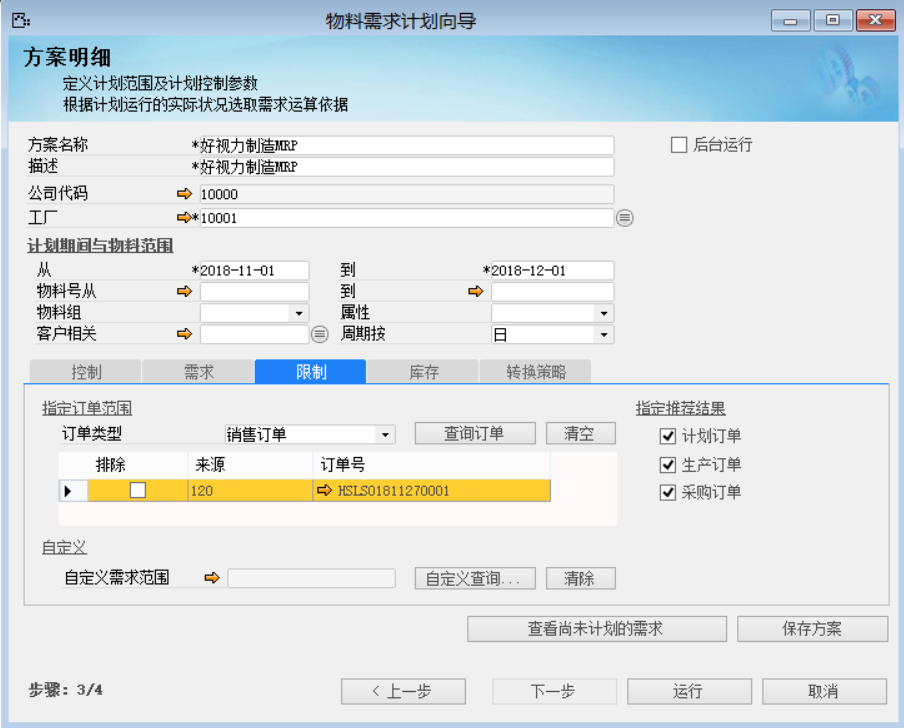 物料需求计划向导
方案明细
定义计划范围及计划控制参数
根据计划运行的实际状况选取需求运算依据
方案名称 *好视力制造MRP 后台运行
描述 *好视力制造MRP
公司代码 10000
工厂 *10001
计划期间与物料范围
从 *2018-11-01 到 *2018-12-01
物料号从 到
物料组 属性
客户相关 周期按 日
控制 需求 限制 库存 转换策略
指定订单范围 指定推荐结果
订单类型 销售订单 查询订单 清空 计划订单
排除 来源 订单号 生产订单
120 HSLS01811270001 采购订单
自定义
自定义需求范围 自定义查询... 清除
查看尚未计划的需求 保存方案
步骤: 3/4 < 上一步 下一步 运行 取消